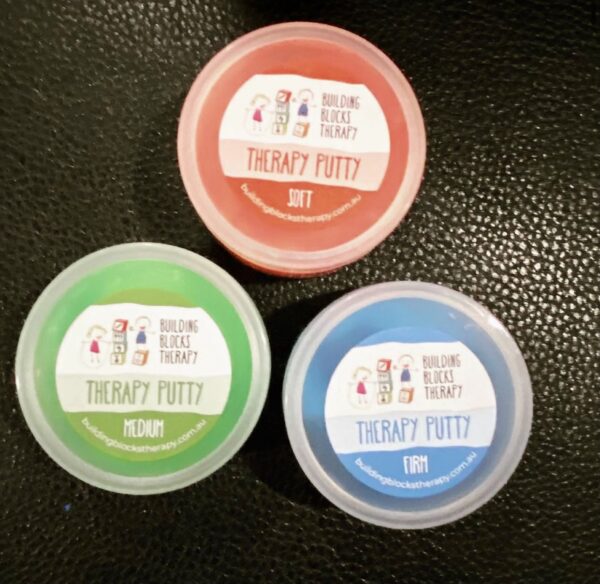 BUILDING
BLOCKS
THERAPY
THERAPY PUTTY
SOFT
buildingblockstherapy.com.au
BUILDING
BLOCKS
THERAPY
THERAPY PUTTY
MEDIUM
buildingblockstherapy.com.au
BUILDING
BLOCKS
THERAPY
THERAPY PUTTY
FIRM
buildingblockstherapy.com.au